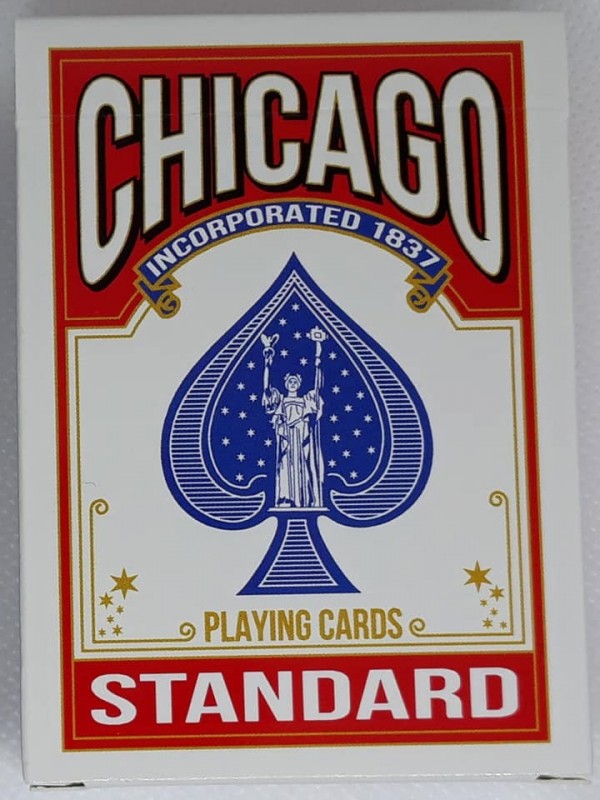 CHICAGO
INCORPORATED 1837
PLAYING CARDS
STANDARD